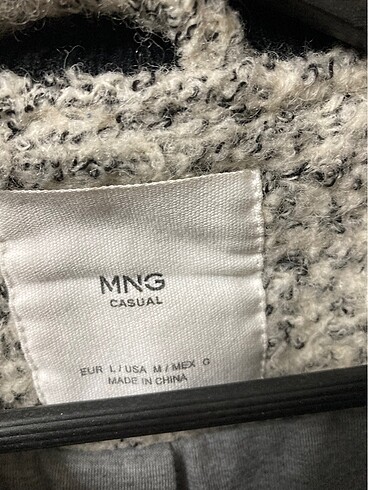 MNG
CASUAL
EUR L / USA M / MEX G
MADE IN CHINA